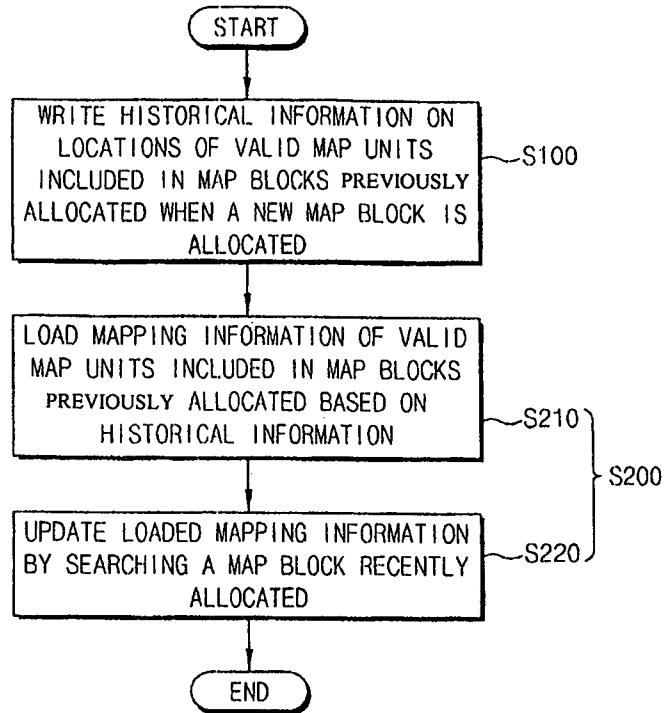 START
WRITE HISTORICAL INFORMATION ON
LOCATIONS OF VALID MAP UNITS
INCLUDED IN MAP BLOCKS PREVIOUSLY
ALLOCATED WHEN A NEW MAP BLOCK IS
ALLOCATED
S100
LOAD MAPPING INFORMATION OF VALID
MAP UNITS INCLUDED IN MAP BLOCKS
PREVIOUSLY ALLOCATED BASED ON
HISTORICAL INFORMATION
S210
S200
UPDATE LOADED MAPPING INFORMATION
BY SEARCHING A MAP BLOCK RECENTLY
ALLOCATED
S220
END